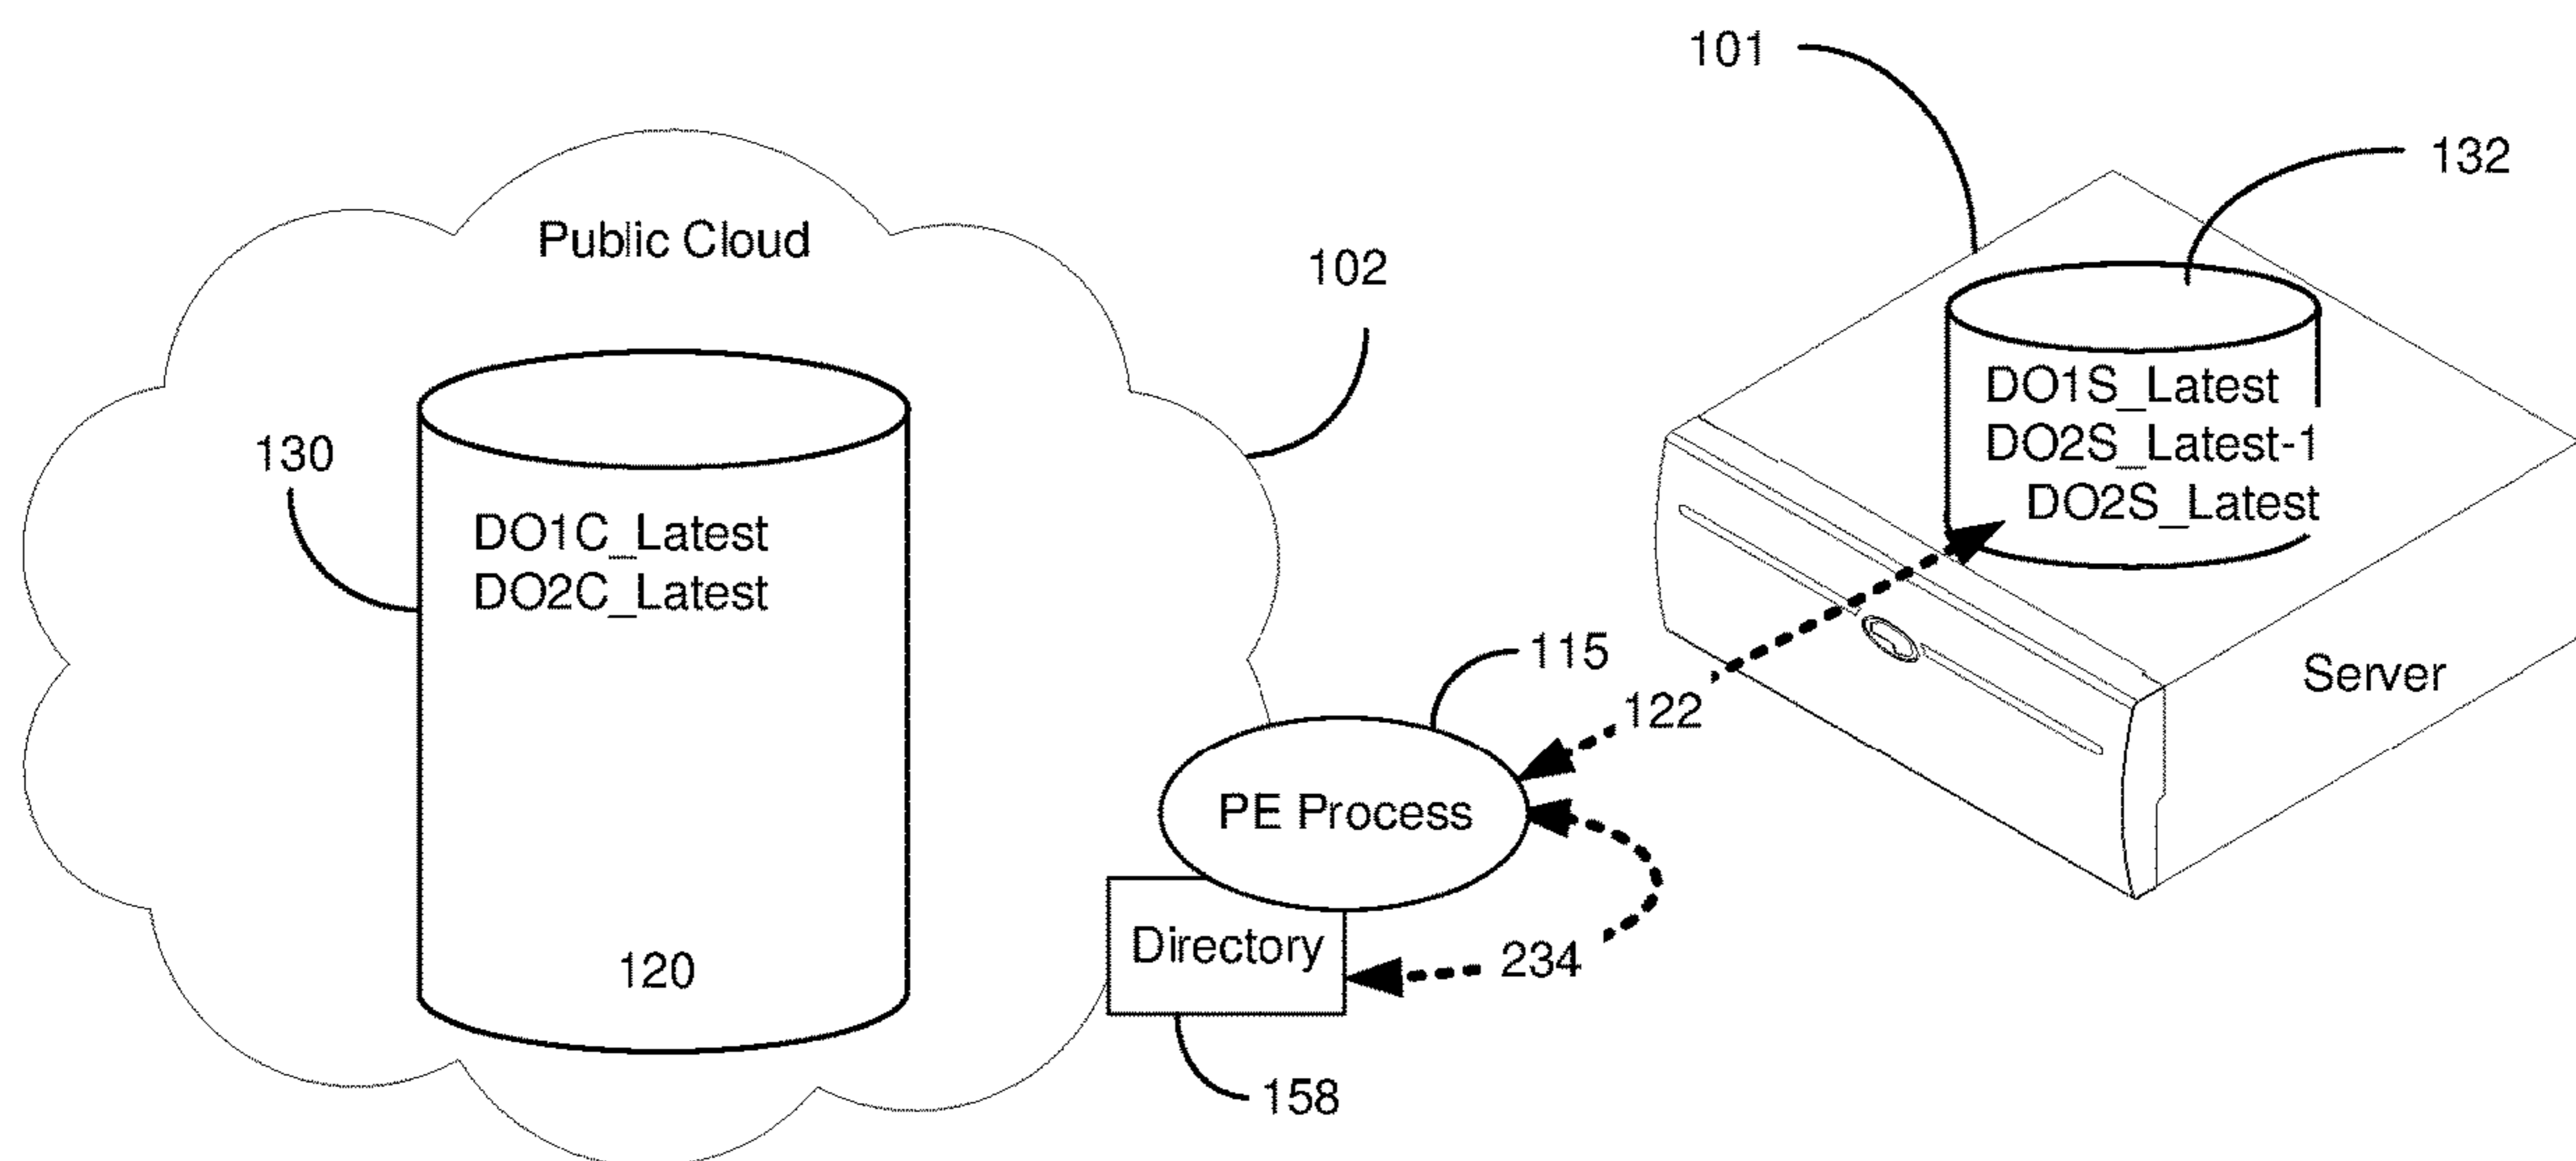 101
132
Public Cloud
102
DO1S_Latest
DO2S_Latest-1
DO2S_Latest
130
DO1C_Latest
DO2C_Latest
115
Server
122
PE Process
Directory
234
120
158